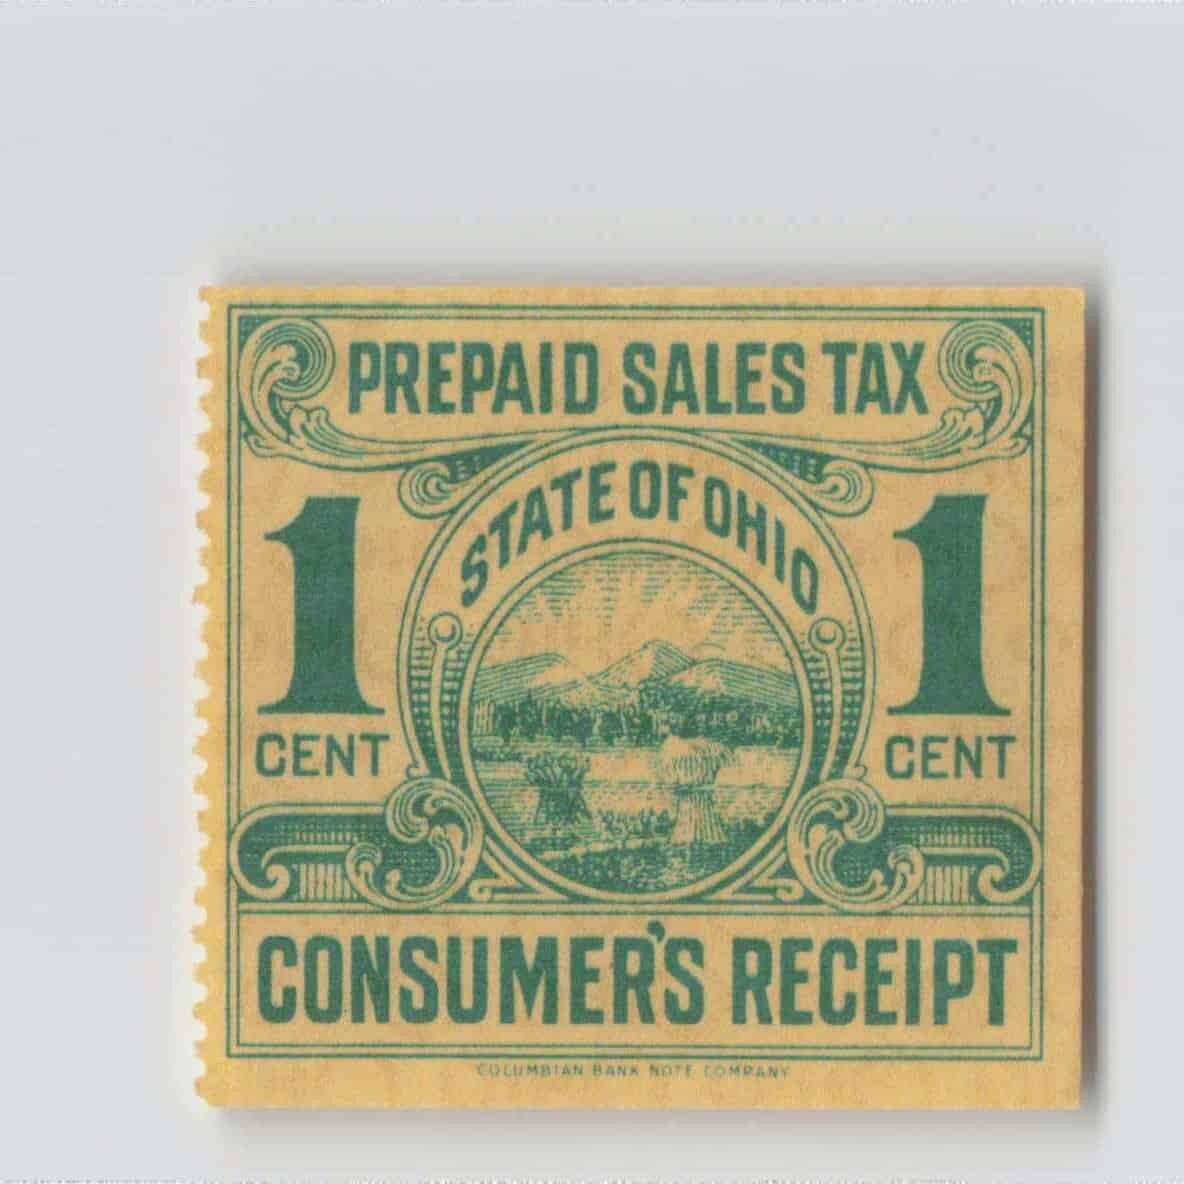 PREPAID SALES TAX
STATE OF OHIO
1 1
CENT CENT
CONSUMER'S RECEIPT
COLUMBIAN BANK NOTE COMPANY